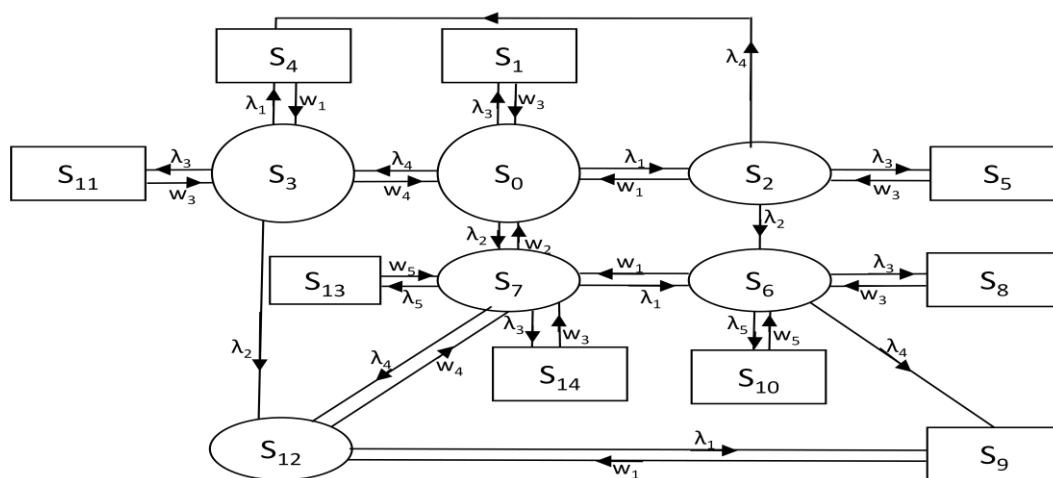 S₄
S₁
λ₄
λ₁
w₁
λ₃
w₃
S₁₁
λ₃
w₃
S₃
λ₄
w₄
S₀
λ₁
w₁
S₂
λ₃
w₃
S₅
λ₂
w₂
λ₂
S₁₃
w₅
λ₅
S₇
w₁
λ₁
S₆
λ₃
w₃
S₈
λ₂
λ₄
w₄
λ₃
w₃
S₁₄
λ₅
w₅
S₁₀
λ₄
S₁₂
λ₁
w₁
S₉